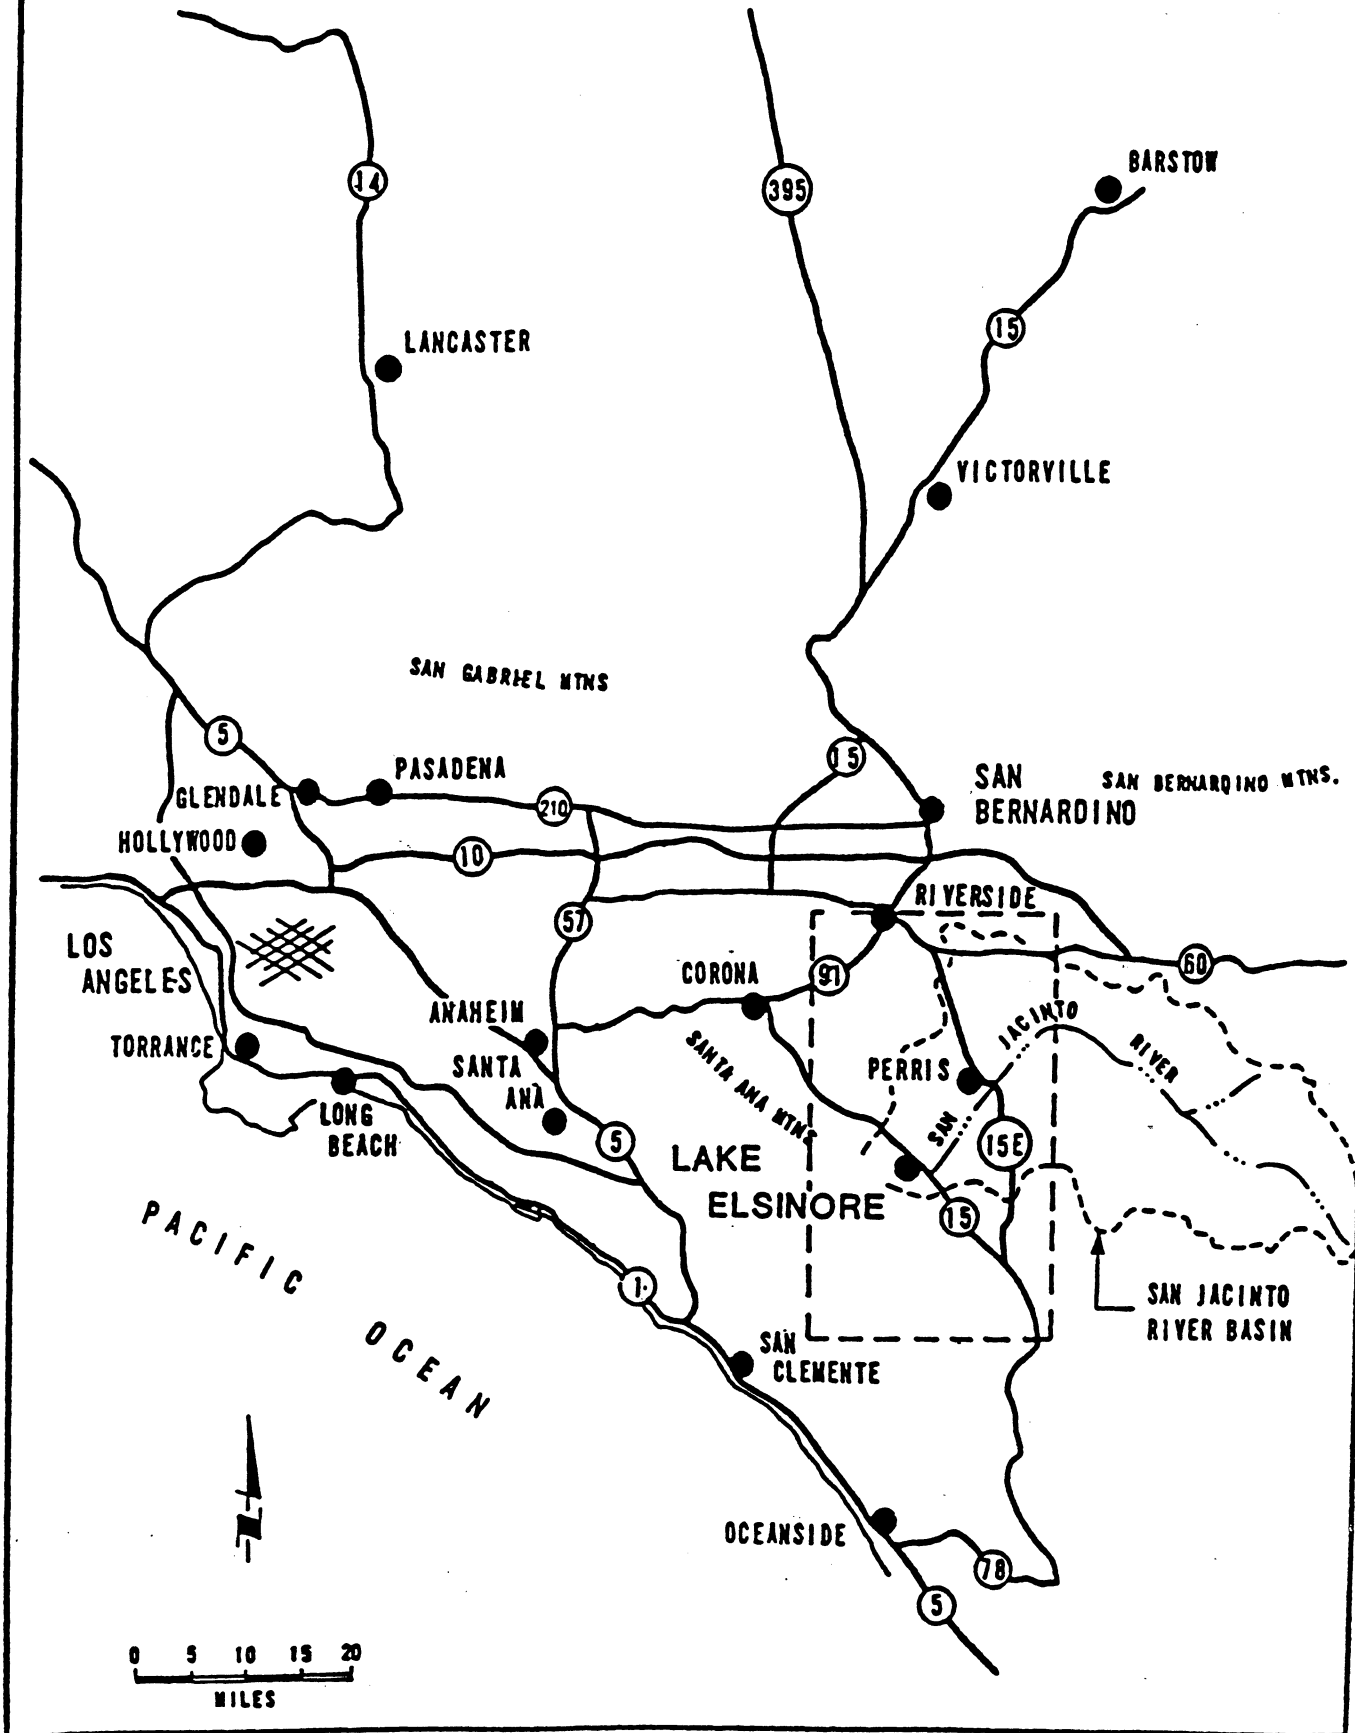 BARSTOW
14
395
15
LANCASTER
VICTORVILLE
SAN GABRIEL MTNS
5
15
PASADENA
SAN
BERNARDINO
SAN BERNARDINO MTNS.
GLENDALE
210
HOLLYWOOD
10
RIVERSIDE
57
LOS
ANGELES
CORONA
91
60
ANAHEIM
JACINTO
TORRANCE
SANTA ANA MTNS
RIVER
SANTA
ANA
PERRIS
LONG
BEACH
SAN
5
15E
LAKE
ELSINORE
15
PACIFIC
OCEAN
1
SAN JACINTO
RIVER BASIN
SAN
CLEMENTE
OCEANSIDE
78
5
0 5 10 15 20
MILES
N